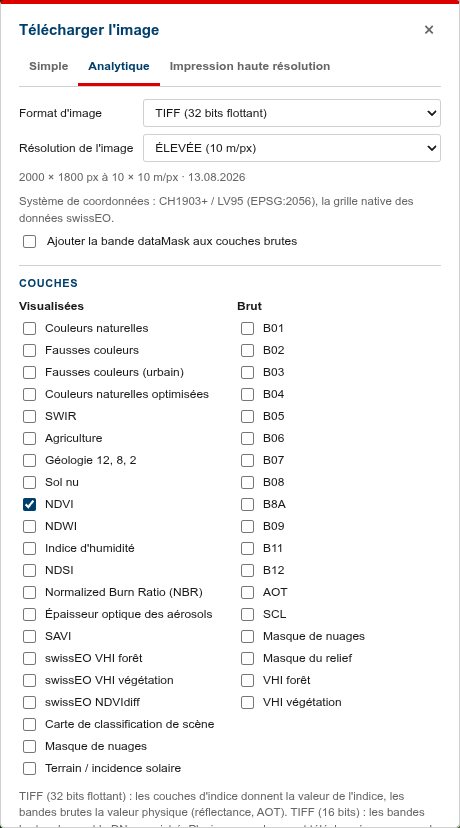 Télécharger l'image ×
Simple Analytique Impression haute résolution
Format d'image TIFF (32 bits flottant)
Résolution de l'image ÉLEVÉE (10 m/px)
2000 × 1800 px à 10 × 10 m/px · 13.08.2026
Système de coordonnées : CH1903+ / LV95 (EPSG:2056), la grille native des
données swissEO.
Ajouter la bande dataMask aux couches brutes
COUCHES
Visualisées Brut
Couleurs naturelles B01
Fausses couleurs B02
Fausses couleurs (urbain) B03
Couleurs naturelles optimisées B04
SWIR B05
Agriculture B06
Géologie 12, 8, 2 B07
Sol nu B08
NDVI B8A
NDWI B09
Indice d'humidité B11
NDSI B12
Normalized Burn Ratio (NBR) AOT
Épaisseur optique des aérosols SCL
SAVI Masque de nuages
swissEO VHI forêt Masque du relief
swissEO VHI végétation VHI forêt
swissEO NDVIdiff VHI végétation
Carte de classification de scène
Masque de nuages
Terrain / incidence solaire
TIFF (32 bits flottant) : les couches d'indice donnent la valeur de l'indice, les
bandes brutes la valeur physique (réflectance, AOT). TIFF (16 bits) : les bandes